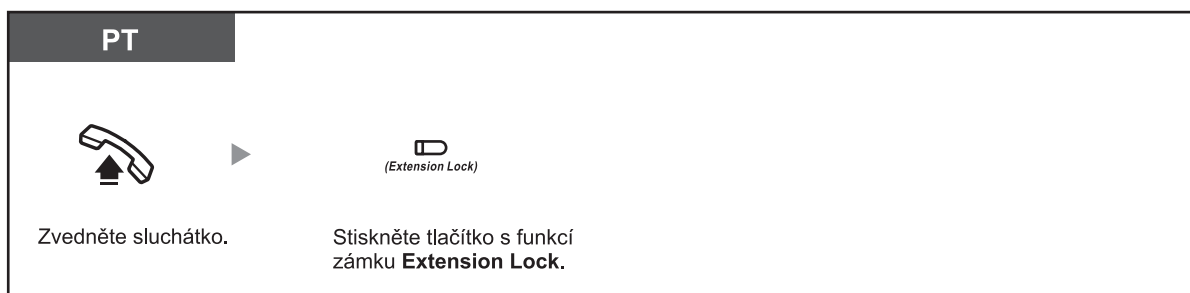 PT
(Extension Lock)
Zvedněte sluchátko.
Stiskněte tlačítko s funkcí
zámku Extension Lock.